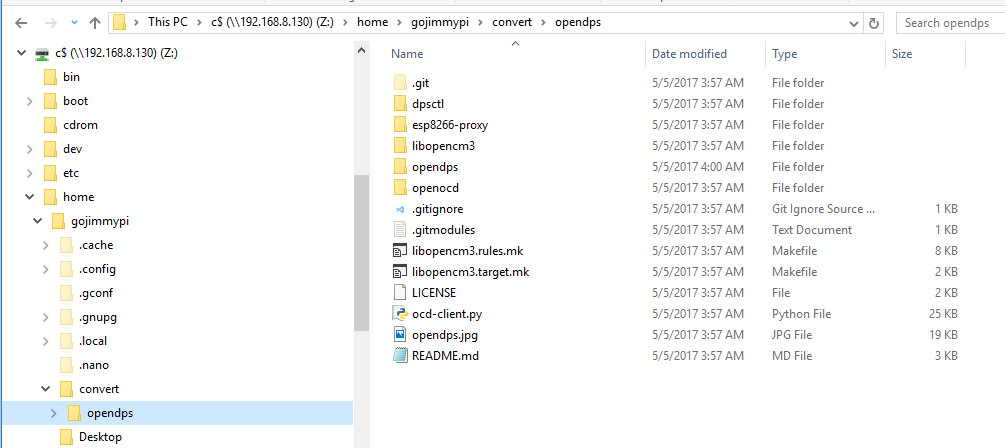 This PC > c$ (\\192.168.8.130) (Z:) > home > gojimmypi > convert > opendps
Search opendps
c$ (\\192.168.8.130) (Z:)
bin
boot
cdrom
dev
etc
home
gojimmypi
.cache
.config
.gconf
.gnupg
.local
.nano
convert
opendps
Desktop
Name Date modified Type Size
.git 5/5/2017 3:57 AM File folder
dpsctl 5/5/2017 3:57 AM File folder
esp8266-proxy 5/5/2017 3:57 AM File folder
libopencm3 5/5/2017 3:57 AM File folder
opendps 5/5/2017 4:00 AM File folder
openocd 5/5/2017 3:57 AM File folder
.gitignore 5/5/2017 3:57 AM Git Ignore Source ... 1 KB
.gitmodules 5/5/2017 3:57 AM Text Document 1 KB
libopencm3.rules.mk 5/5/2017 3:57 AM Makefile 8 KB
libopencm3.target.mk 5/5/2017 3:57 AM Makefile 2 KB
LICENSE 5/5/2017 3:57 AM File 2 KB
ocd-client.py 5/5/2017 3:57 AM Python File 25 KB
opendps.jpg 5/5/2017 3:57 AM JPG File 19 KB
README.md 5/5/2017 3:57 AM MD File 3 KB